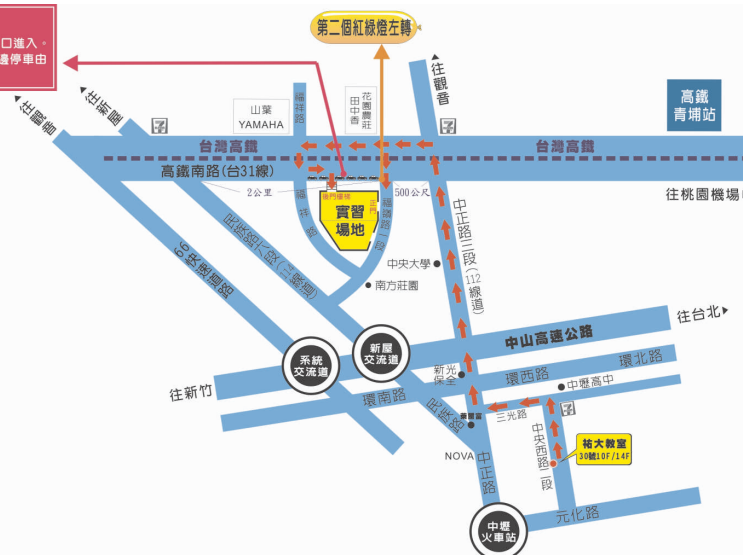 口進入。
邊停車由
第二個紅綠燈左轉
往觀音
往新屋
往觀音
山葉
YAMAHA
福祥路
花園農莊
田中香
高鐵
青埔站
台灣高鐵
台灣高鐵
高鐵南路(台31線)
2公里
500公尺
往桃園機場
後門樓梯
正門
實習
場地
福祥路
福嶺路一段
民族路六段(114線道)
66快速道路
南方莊園
中央大學
中正路二段(112線道)
中山高速公路
往台北
往新竹
系統
交流道
新屋
交流道
新光
保全
環西路
環北路
環南路
中壢高中
三光路
民族路
NOVA
中正路
中央西路二段
祐大教室
30號10F/14F
元化路
中壢
火車站